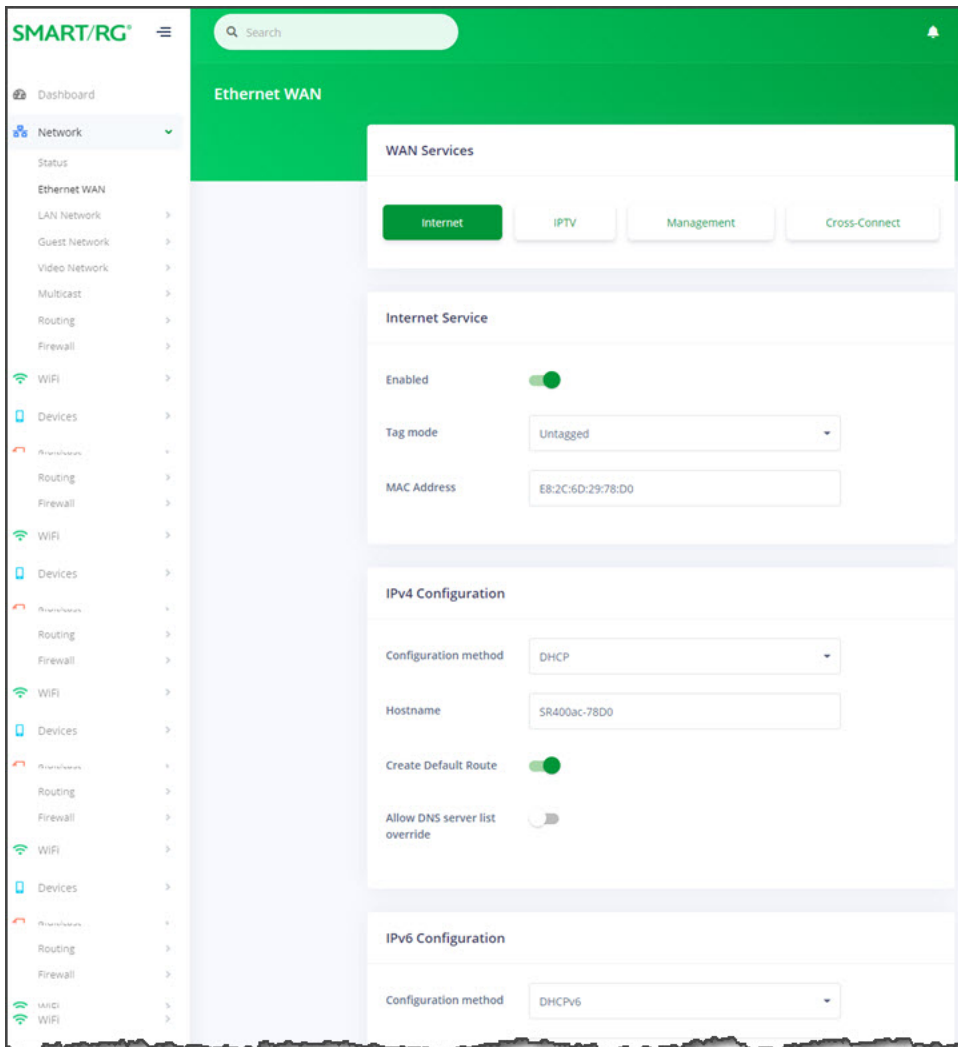 SMART/RG®
Search
Ethernet WAN
Dashboard
Network
Status
Ethernet WAN
LAN Network
Guest Network
Video Network
Multicast
Routing
Firewall
WiFi
Devices
Routing
Firewall
WiFi
Devices
Routing
Firewall
WiFi
Devices
Routing
Firewall
WiFi
Devices
Routing
Firewall
WiFi
WAN Services
Internet
IPTV
Management
Cross-Connect
Internet Service
Enabled
Tag mode
Untagged
MAC Address
E8:2C:6D:29:78:D0
IPv4 Configuration
Configuration method
DHCP
Hostname
SR400ac-78D0
Create Default Route
Allow DNS server list
override
IPv6 Configuration
Configuration method
DHCPv6